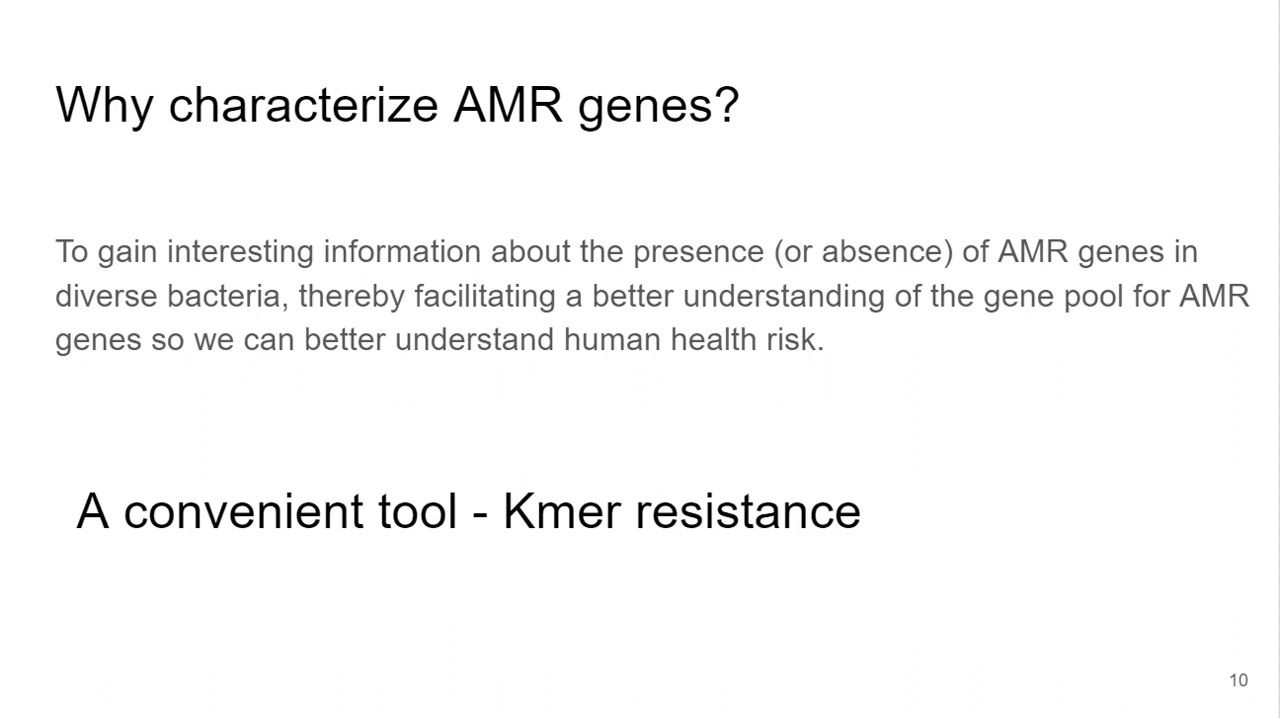 Why characterize AMR genes?
To gain interesting information about the presence (or absence) of AMR genes in
diverse bacteria, thereby facilitating a better understanding of the gene pool for AMR
genes so we can better understand human health risk.
A convenient tool - Kmer resistance
10